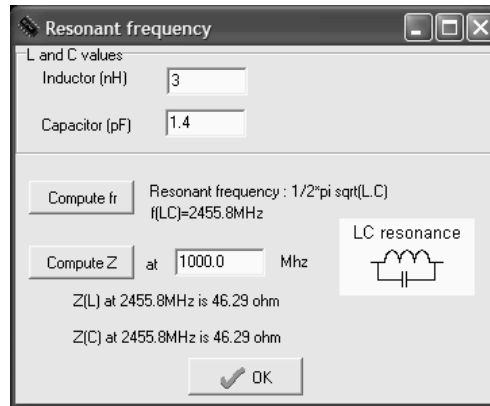 Resonant frequency
L and C values
Inductor (nH) 3
Capacitor (pF) 1.4
Compute fr Resonant frequency : 1/2*pi sqrt(L.C)
f(LC)=2455.8MHz
LC resonance
Compute Z at 1000.0 Mhz
Z(L) at 2455.8MHz is 46.29 ohm
Z(C) at 2455.8MHz is 46.29 ohm
OK